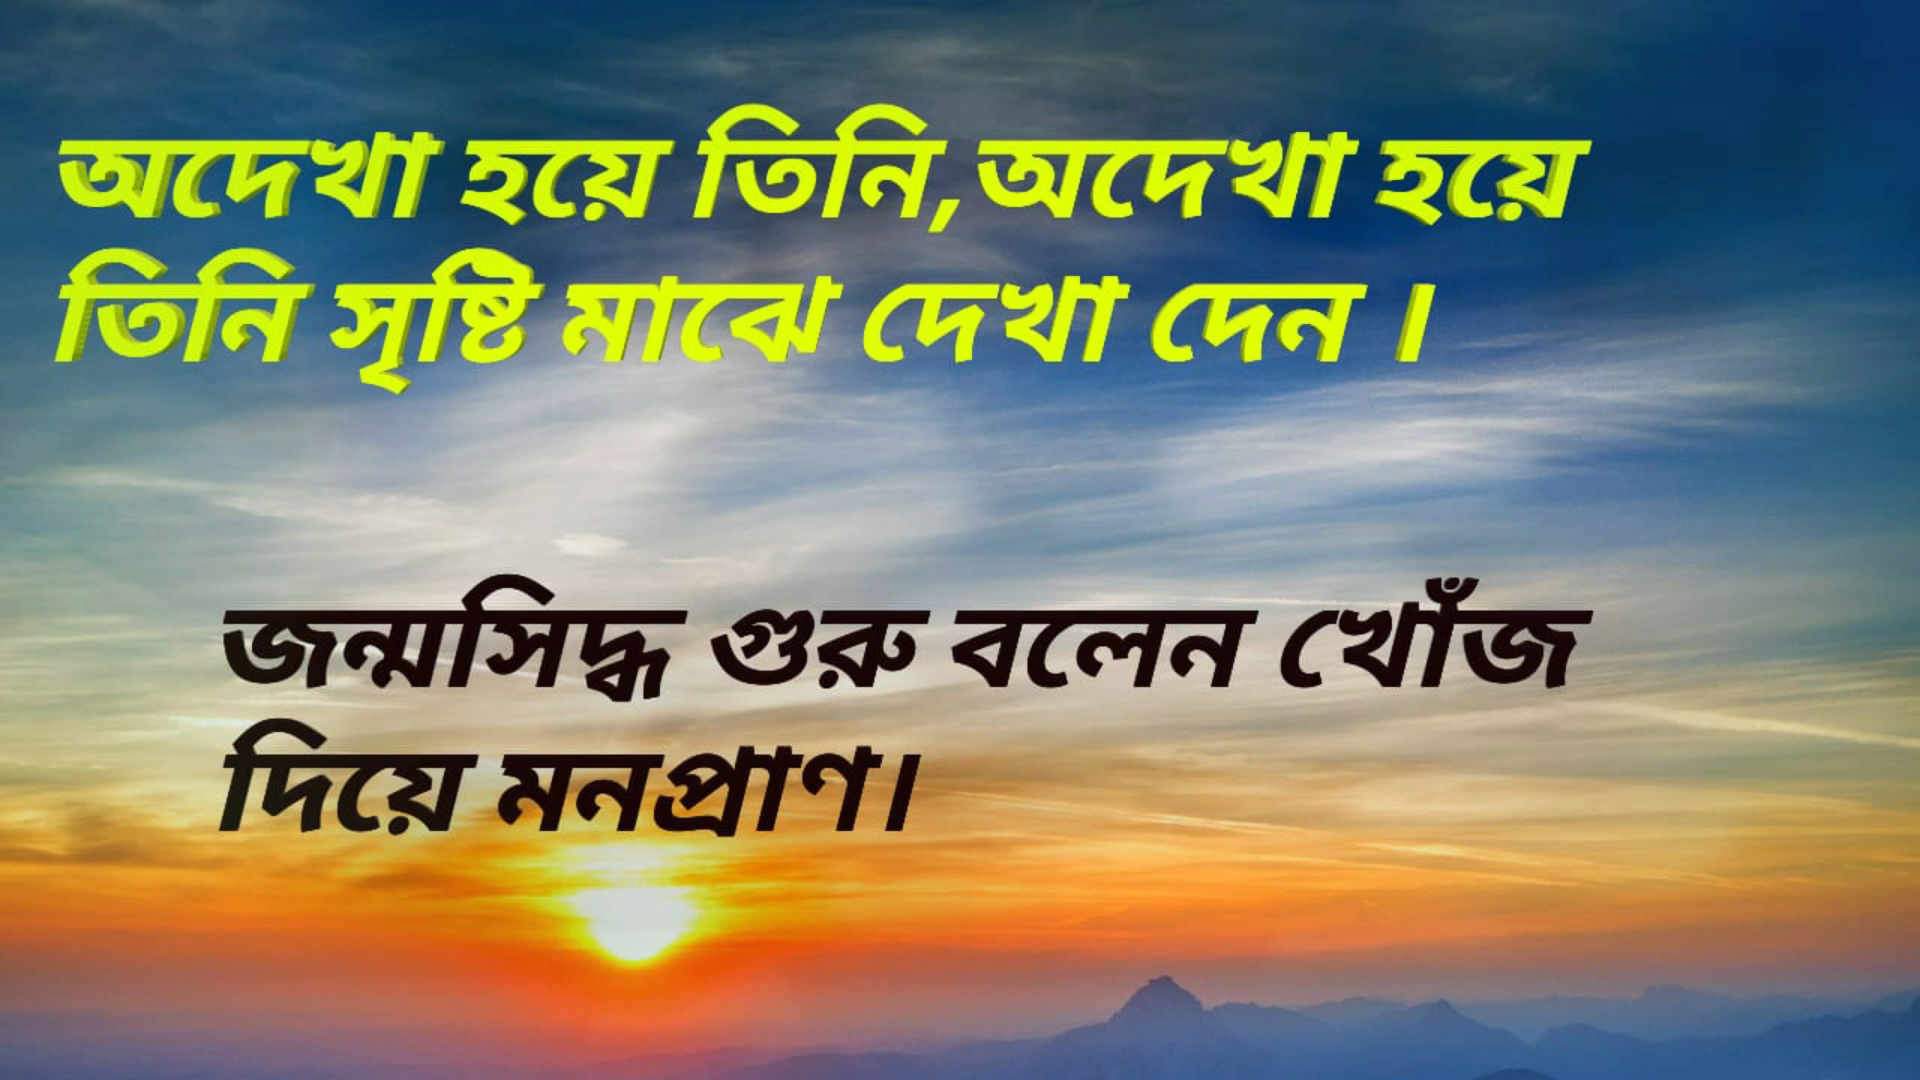 অদেখা হয়ে তিনি,অদেখা হয়ে
তিনি সৃষ্টি মাঝে দেখা দেন ।
জন্মসিদ্ধ গুরু বলেন খোঁজ
দিয়ে মনপ্রাণ।